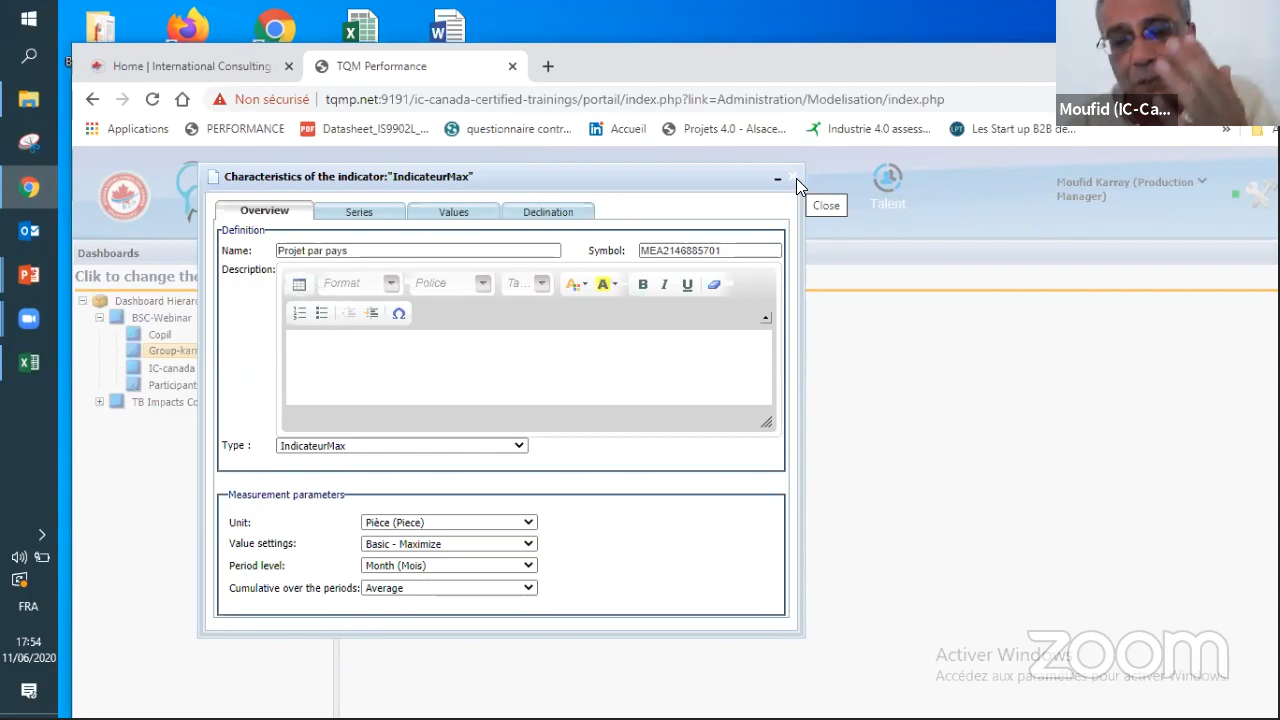 Home | International Consulting
TQM Performance
Non sécurisé
tqmp.net:9191/ic-canada-certified-trainings/portail/index.php?link=Administration/Modelisation/index.php
Moufid (IC-Ca...
Applications
PERFORMANCE
Datasheet_IS9902L_...
questionnaire contr...
Accueil
Projets 4.0 - Alsace...
Industrie 4.0 assess...
Les Start up B2B de...
»
Characteristics of the indicator:"IndicateurMax"
Close
Talent
Moufid Karray (Production
Manager)
Overview
Series
Values
Declination
Dashboards
Clik to change the
Definition
Name:
Projet par pays
Symbol:
MEA2146885701
Description:
Format
Police
Ta...
A
A
B
I
U
Ω
Dashboard Hierar
BSC-Webinar
Copil
Group-karr
IC-canada
Participant
TB Impacts Co
Type :
IndicateurMax
Measurement parameters
Unit:
Pièce (Piece)
Value settings:
Basic - Maximize
Period level:
Month (Mois)
Cumulative over the periods:
Average
FRA
17:54
11/06/2020
Activer Windows
Accédez aux paramètres pour activer Windows.
zoom